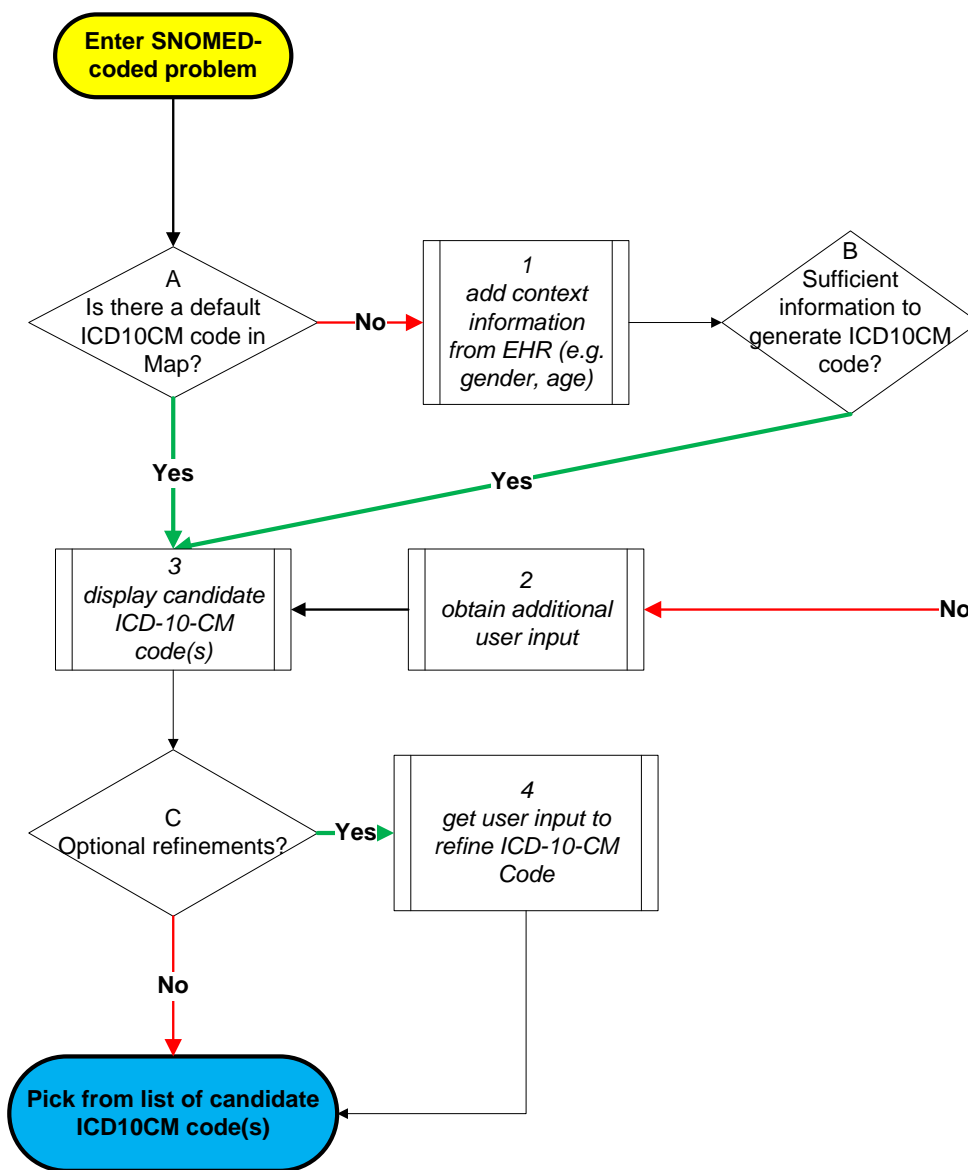 Enter SNOMED-
coded problem
A
Is there a default
ICD10CM code in
Map?
No
1
add context
information
from EHR (e.g.
gender, age)
B
Sufficient
information to
generate ICD10CM
code?
Yes
Yes
3
display candidate
ICD-10-CM
code(s)
2
obtain additional
user input
No
C
Optional refinements?
Yes
4
get user input to
refine ICD-10-CM
Code
No
Pick from list of candidate
ICD10CM code(s)